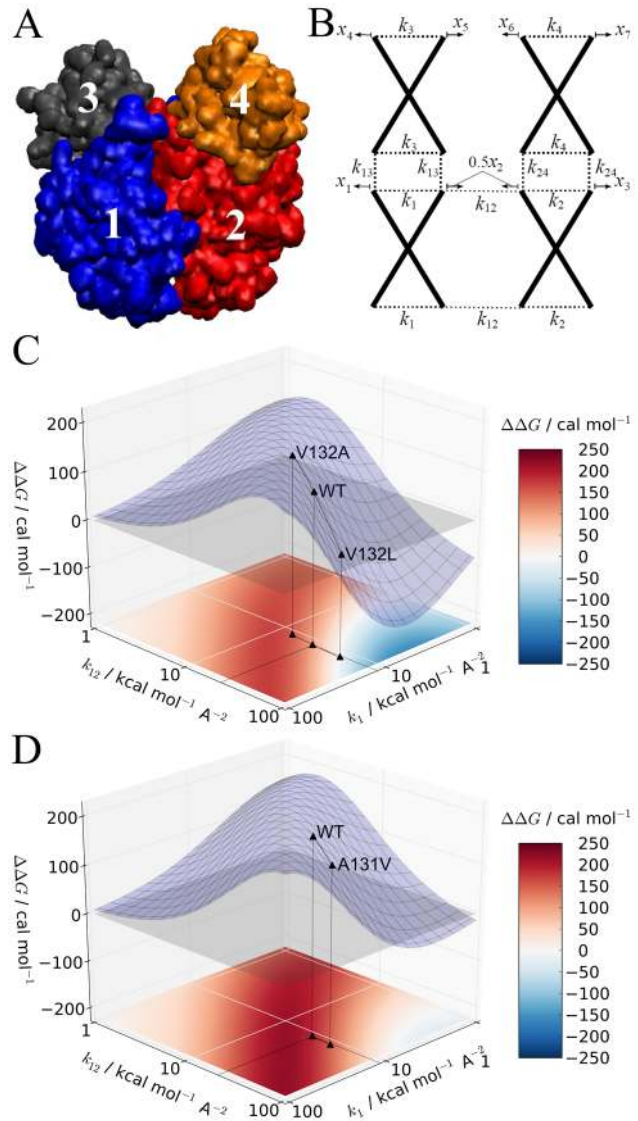 A
3
4
1
2
B
x₄ k₃ x₅ x₆ k₄ x₇
k₃ k₄
k₁₃ k₁₃ 0.5x₂ k₂₄ k₂₄
x₁ k₁ k₁₂ k₂ x₃
k₁ k₁₂ k₂
C
200
100
0
−100
−200
ΔΔG / cal mol⁻¹
V132A
WT
V132L
1
10
100
k₁₂ / kcal mol⁻¹ A⁻²
100
10
1
k₁ / kcal mol⁻¹ A⁻²
ΔΔG / cal mol⁻¹
250
200
150
100
50
0
−50
−100
−150
−200
−250
D
200
100
0
−100
−200
ΔΔG / cal mol⁻¹
WT
A131V
1
10
100
k₁₂ / kcal mol⁻¹ A⁻²
100
10
1
k₁ / kcal mol⁻¹ A⁻²
ΔΔG / cal mol⁻¹
250
200
150
100
50
0
−50
−100
−150
−200
−250